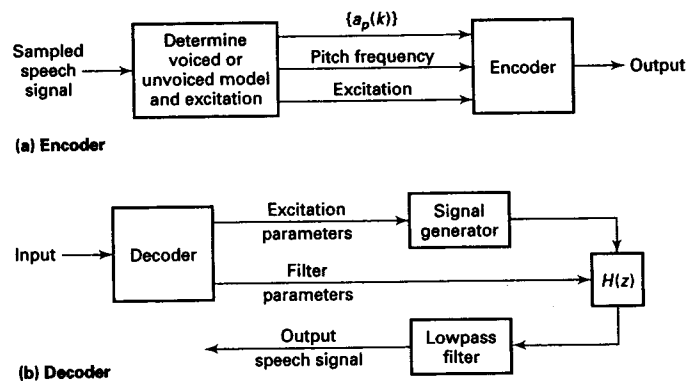 {a_p(k)}
Sampled
speech
signal
Determine
voiced or
unvoiced model
and excitation
Pitch frequency
Excitation
Encoder
Output
(a) Encoder
Input
Decoder
Excitation
parameters
Signal
generator
Filter
parameters
H(z)
Output
speech signal
Lowpass
filter
(b) Decoder